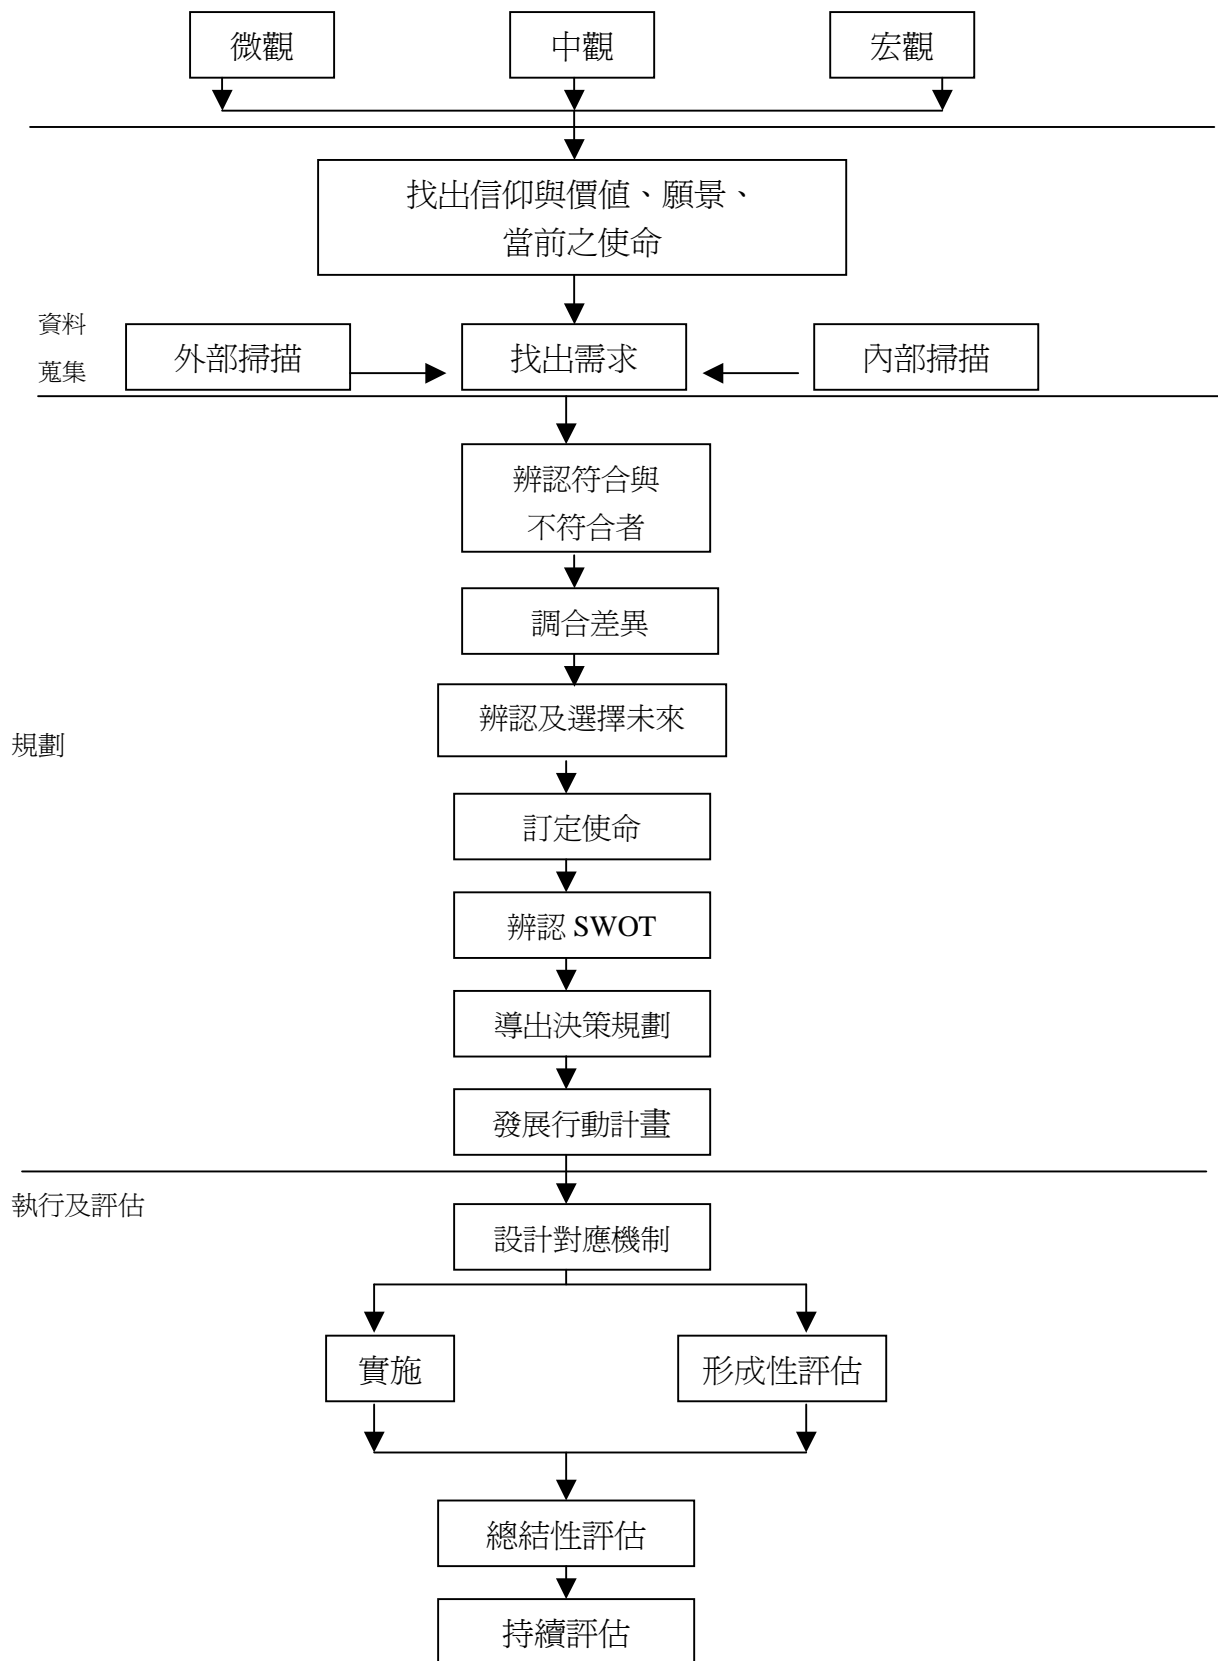 微觀
中觀
宏觀
找出信仰與價值、願景、
當前之使命
資料
蒐集
外部掃描
找出需求
內部掃描
辨認符合與
不符合者
調合差異
辨認及選擇未來
規劃
訂定使命
辨認 SWOT
導出決策規劃
發展行動計畫
執行及評估
設計對應機制
實施
形成性評估
總結性評估
持續評估